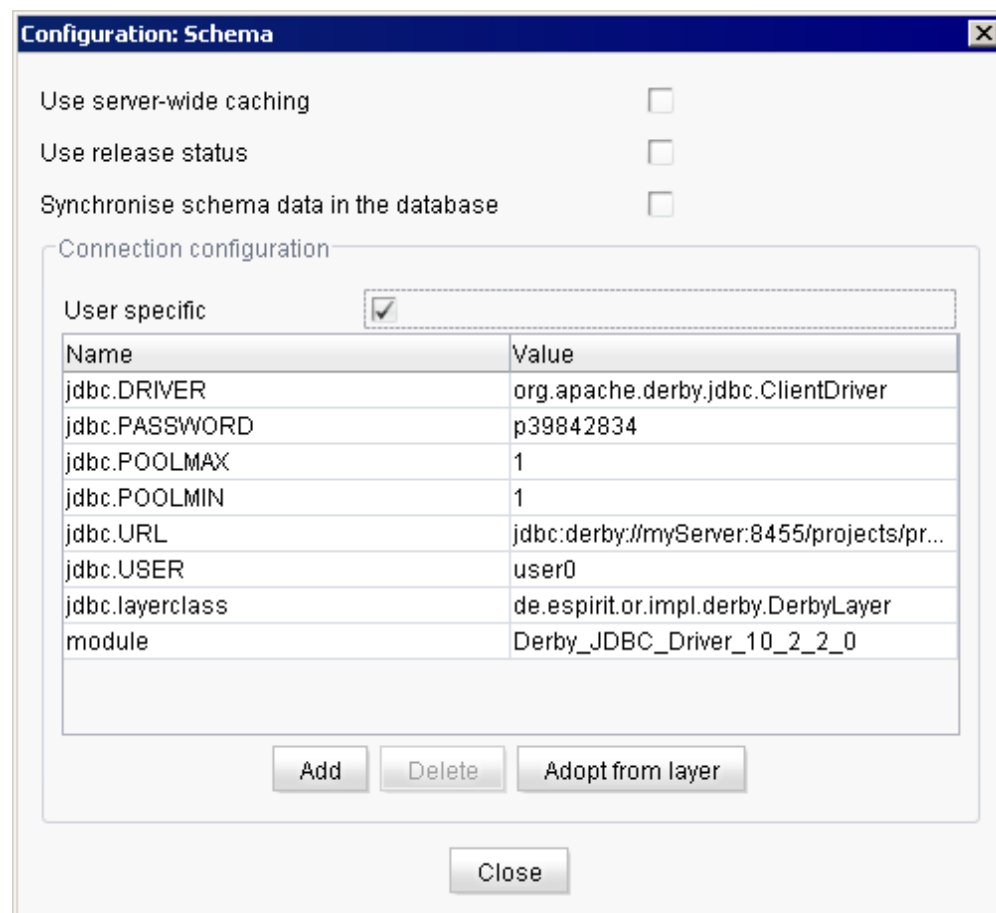 Configuration: Schema
Use server-wide caching
Use release status
Synchronise schema data in the database
Connection configuration
User specific
Name Value
jdbc.DRIVER org.apache.derby.jdbc.ClientDriver
jdbc.PASSWORD p39842834
jdbc.POOLMAX 1
jdbc.POOLMIN 1
jdbc.URL jdbc:derby://myServer:8455/projects/pr...
jdbc.USER user0
jdbc.layerclass de.espirit.or.impl.derby.DerbyLayer
module Derby_JDBC_Driver_10_2_2_0
Add Delete Adopt from layer
Close